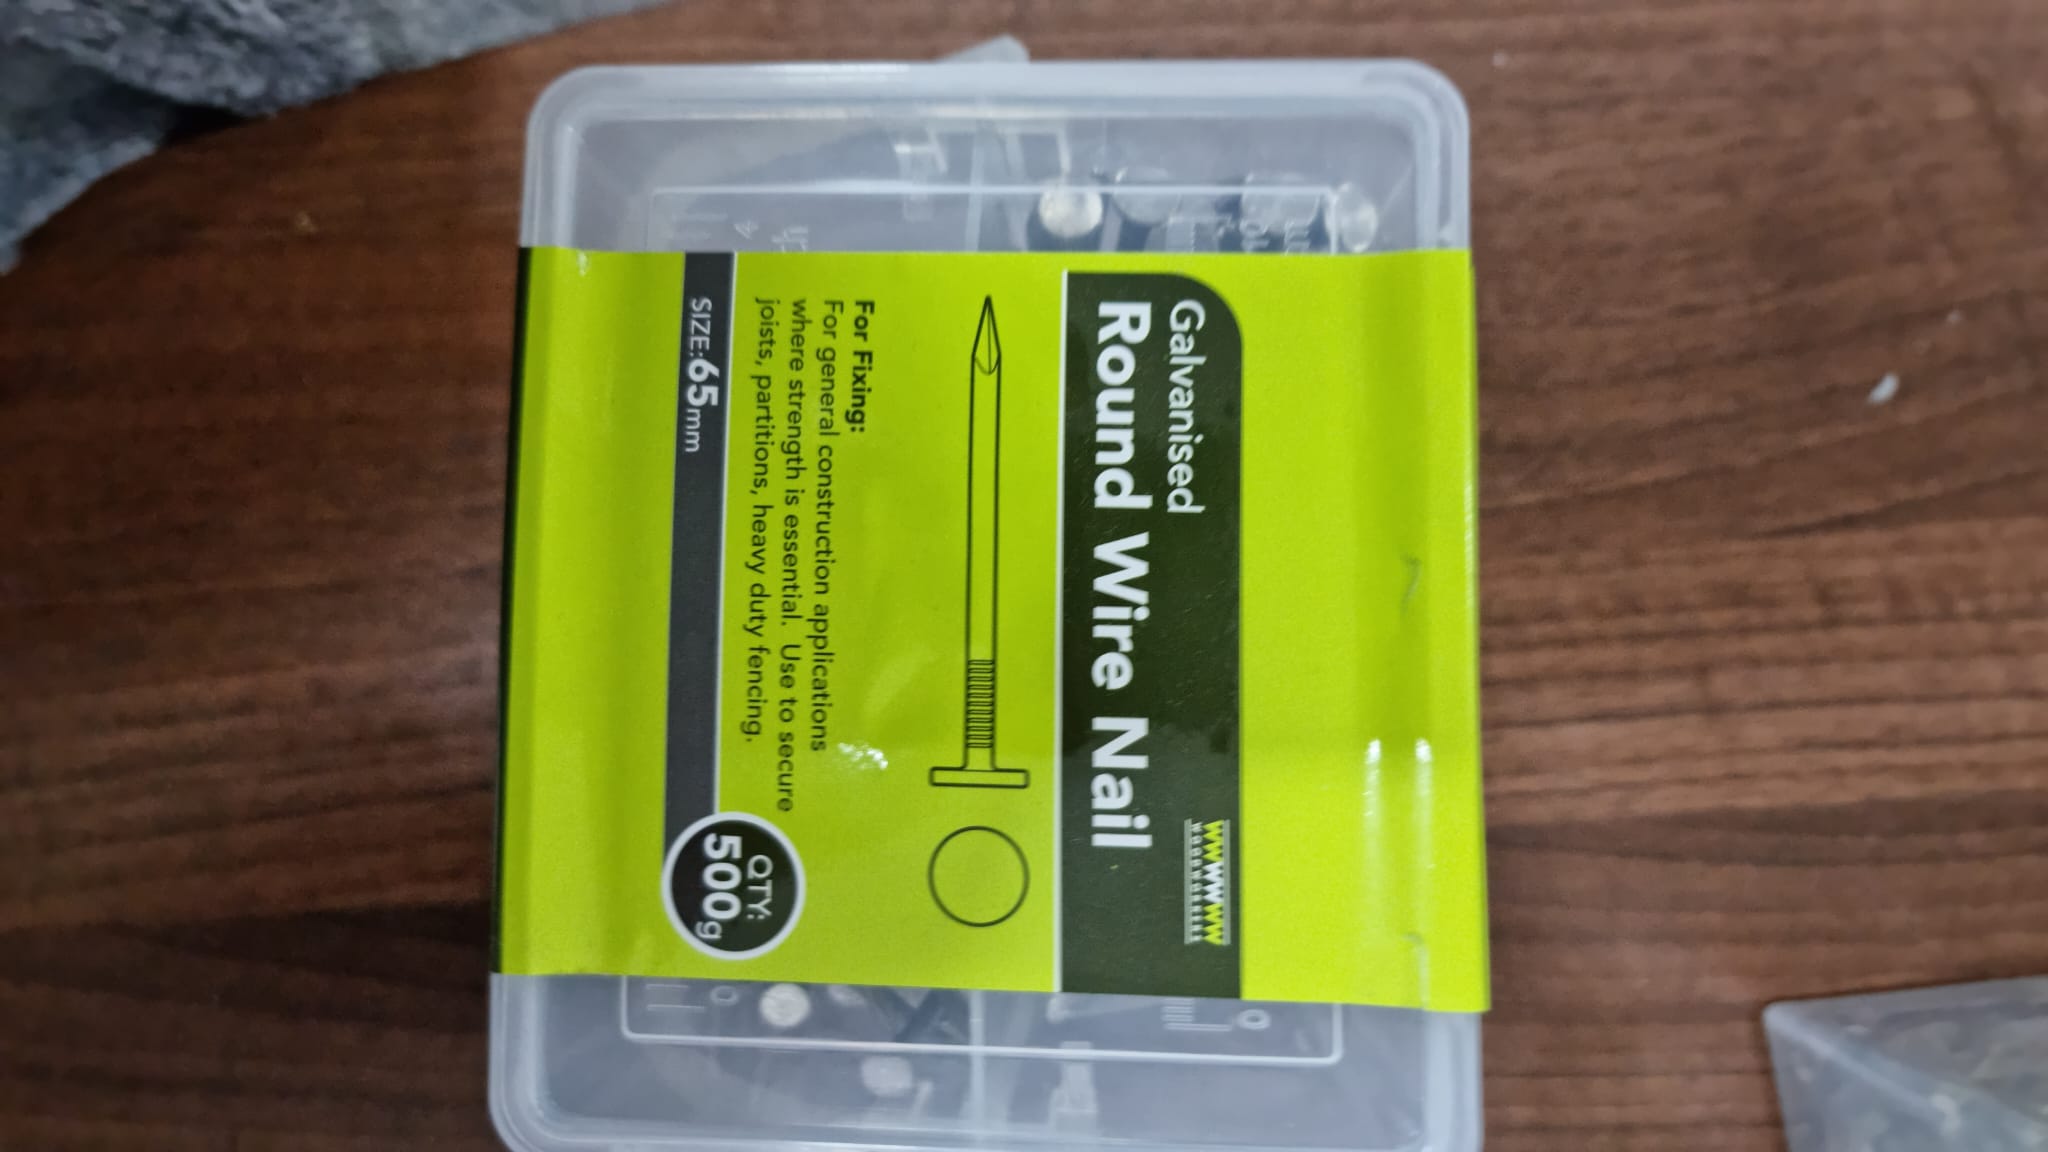 Galvanised
Round Wire Nail
For Fixing:
For general construction applications
where strength is essential. Use to secure
joists, partitions, heavy duty fencing.
SIZE:65mm
QTY:
500g